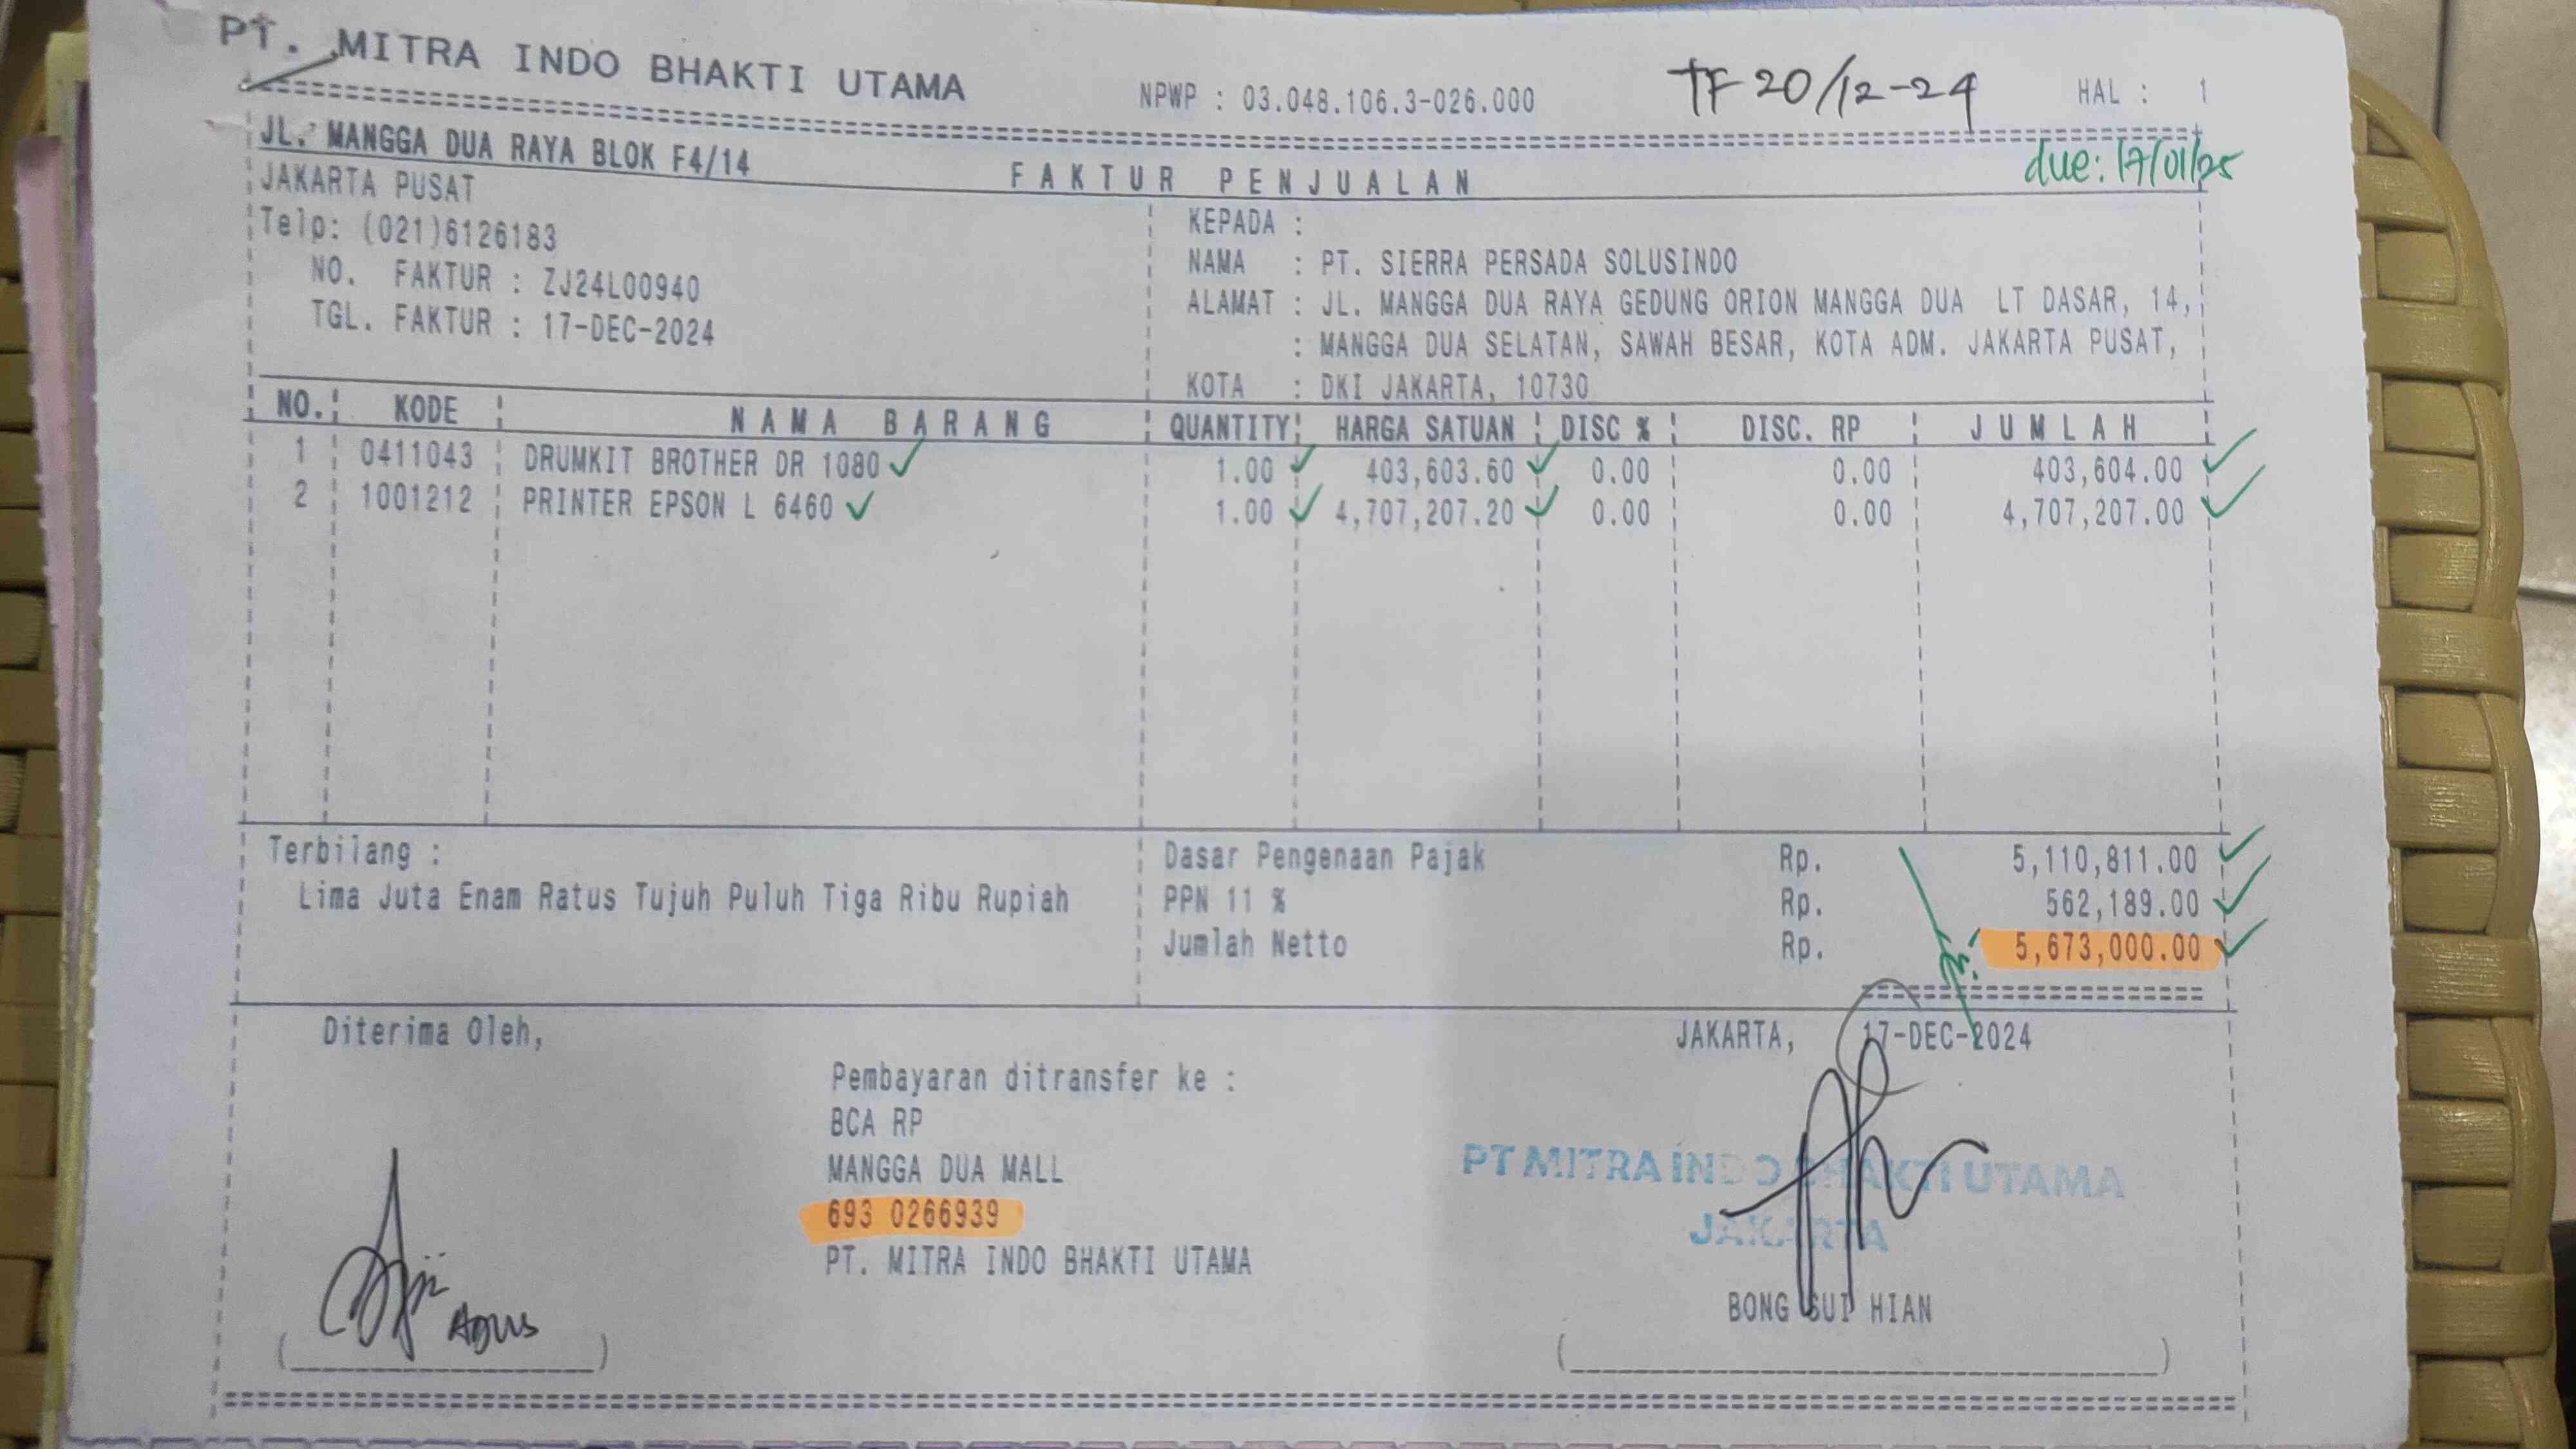 PT. MITRA INDO BHAKTI UTAMA
NPWP : 03.048.106.3-026.000
TF 20/12-24
HAL : 1
JL. MANGGA DUA RAYA BLOK F4/14
JAKARTA PUSAT
Telp: (021)6126183
FAKTUR PENJUALAN
due: 17/01/25
NO. FAKTUR : ZJ24L00940
TGL. FAKTUR : 17-DEC-2024
KEPADA :
NAMA : PT. SIERRA PERSADA SOLUSINDO
ALAMAT : JL. MANGGA DUA RAYA GEDUNG ORION MANGGA DUA LT DASAR, 14,
: MANGGA DUA SELATAN, SAWAH BESAR, KOTA ADM. JAKARTA PUSAT,
KOTA : DKI JAKARTA, 10730
NO. KODE NAMA BARANG QUANTITY HARGA SATUAN DISC % DISC. RP JUMLAH
1 0411043 DRUMKIT BROTHER DR 1080 1.00 403,603.60 0.00 0.00 403,604.00
2 1001212 PRINTER EPSON L 6460 1.00 4,707,207.20 0.00 0.00 4,707,207.00
Terbilang :
Lima Juta Enam Ratus Tujuh Puluh Tiga Ribu Rupiah
Dasar Pengenaan Pajak Rp. 5,110,811.00
PPN 11 % Rp. 562,189.00
Jumlah Netto Rp. 5,673,000.00
Diterima Oleh,
Agus
Pembayaran ditransfer ke :
BCA RP
MANGGA DUA MALL
693 0266939
PT. MITRA INDO BHAKTI UTAMA
JAKARTA, 17-DEC-2024
PT MITRA INDO BHAKTI UTAMA
JAKARTA
BONG SUI HIAN